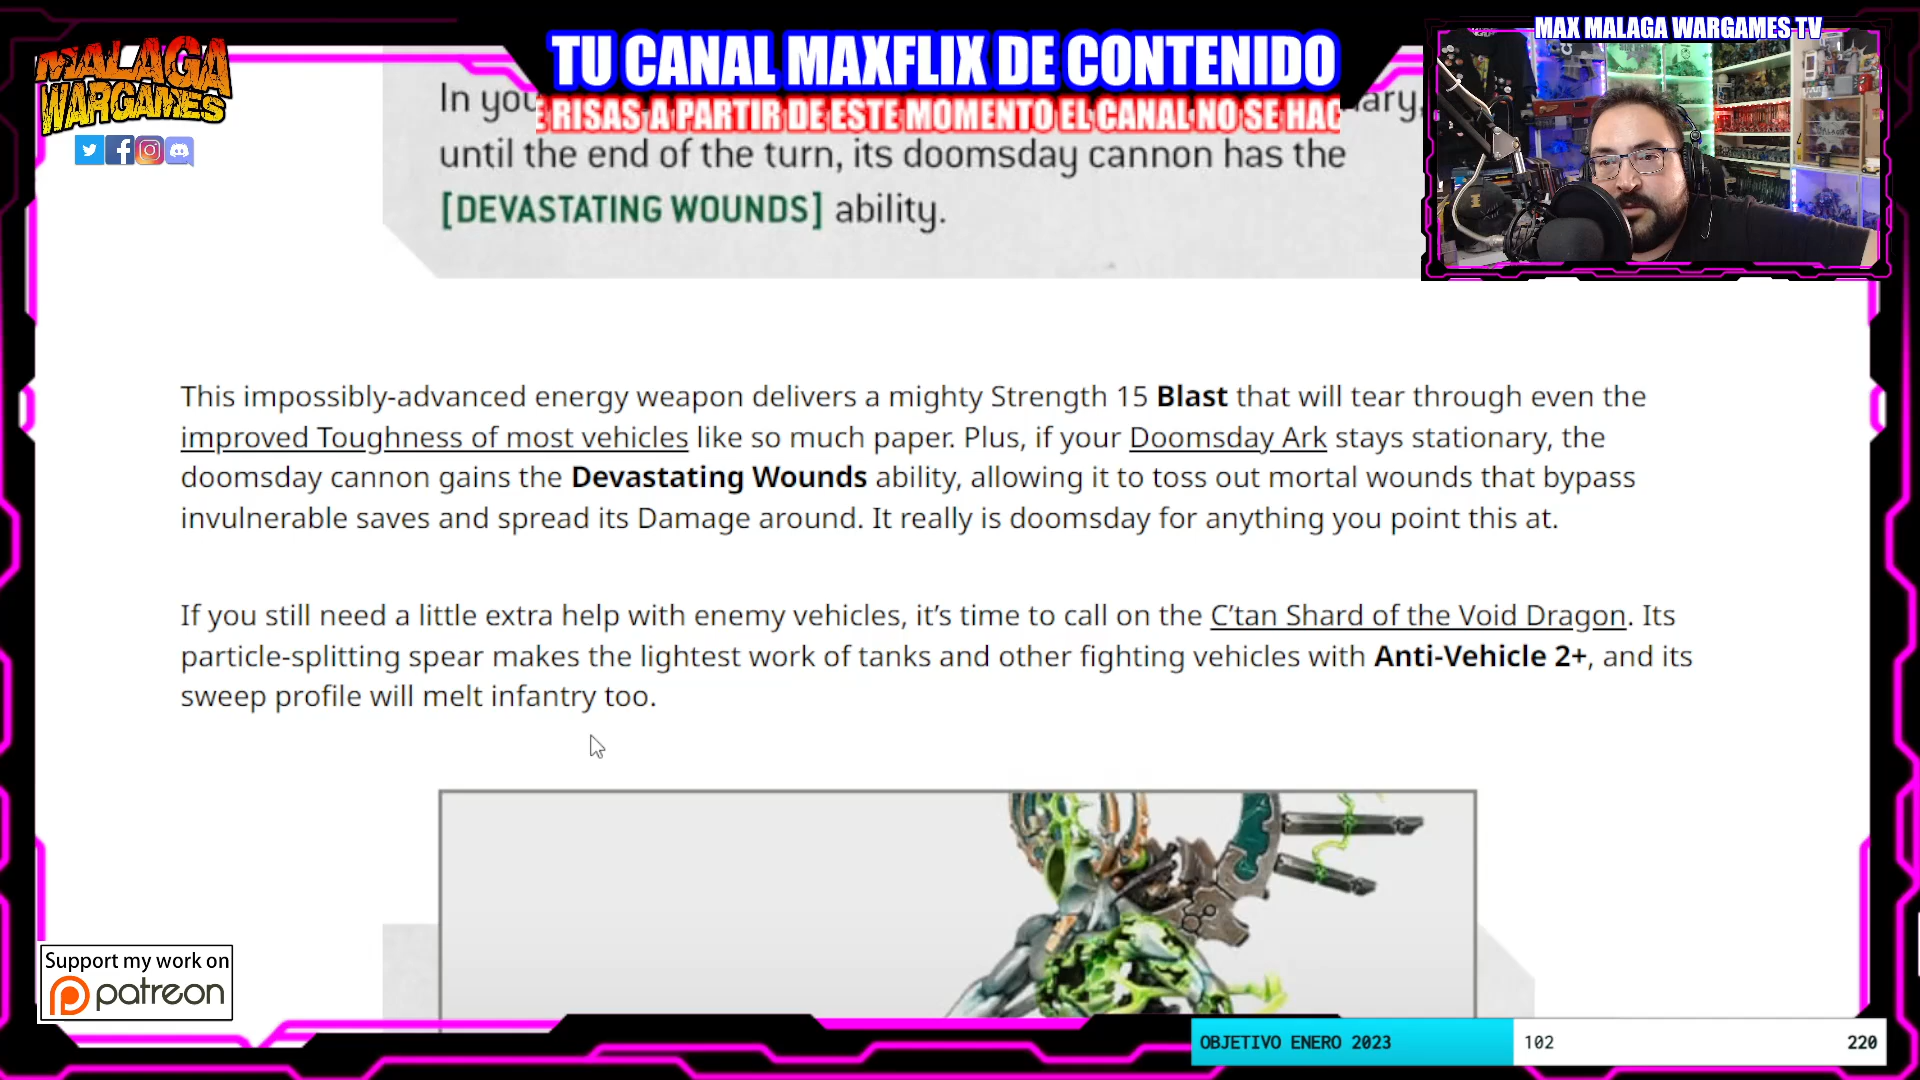 MALAGA
WARGAMES
TU CANAL MAXFLIX DE CONTENIDO
E RISAS A PARTIR DE ESTE MOMENTO EL CANAL NO SE HAC
MAX MALAGA WARGAMES TV
In you
until the end of the turn, its doomsday cannon has the
[DEVASTATING WOUNDS] ability.
This impossibly-advanced energy weapon delivers a mighty Strength 15 Blast that will tear through even the
improved Toughness of most vehicles like so much paper. Plus, if your Doomsday Ark stays stationary, the
doomsday cannon gains the Devastating Wounds ability, allowing it to toss out mortal wounds that bypass
invulnerable saves and spread its Damage around. It really is doomsday for anything you point this at.
If you still need a little extra help with enemy vehicles, it’s time to call on the C’tan Shard of the Void Dragon. Its
particle-splitting spear makes the lightest work of tanks and other fighting vehicles with Anti-Vehicle 2+, and its
sweep profile will melt infantry too.
Support my work on
patreon
OBJETIVO ENERO 2023 102 220